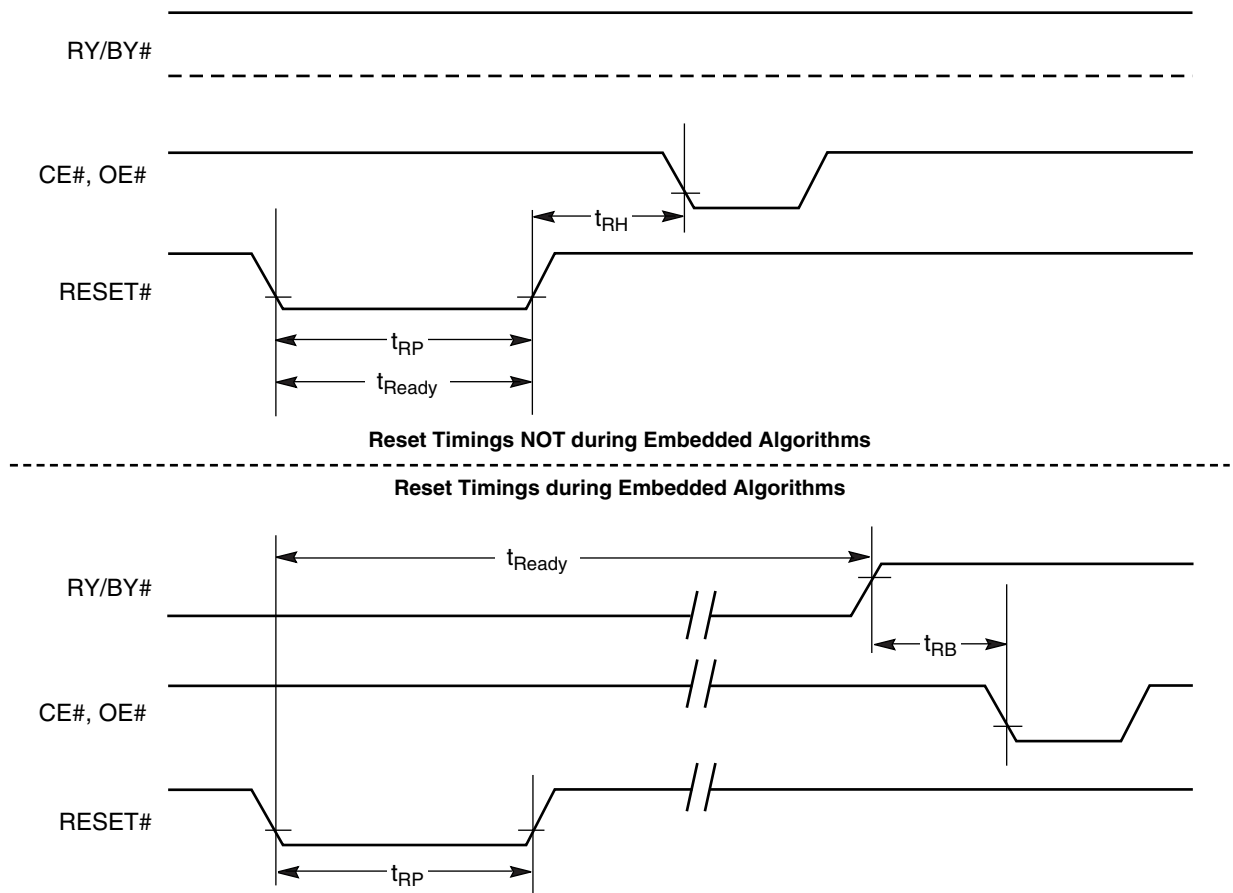 RY/BY#
CE#, OE#
tRH
RESET#
tRP
tReady
Reset Timings NOT during Embedded Algorithms
Reset Timings during Embedded Algorithms
tReady
RY/BY#
tRB
CE#, OE#
RESET#
tRP